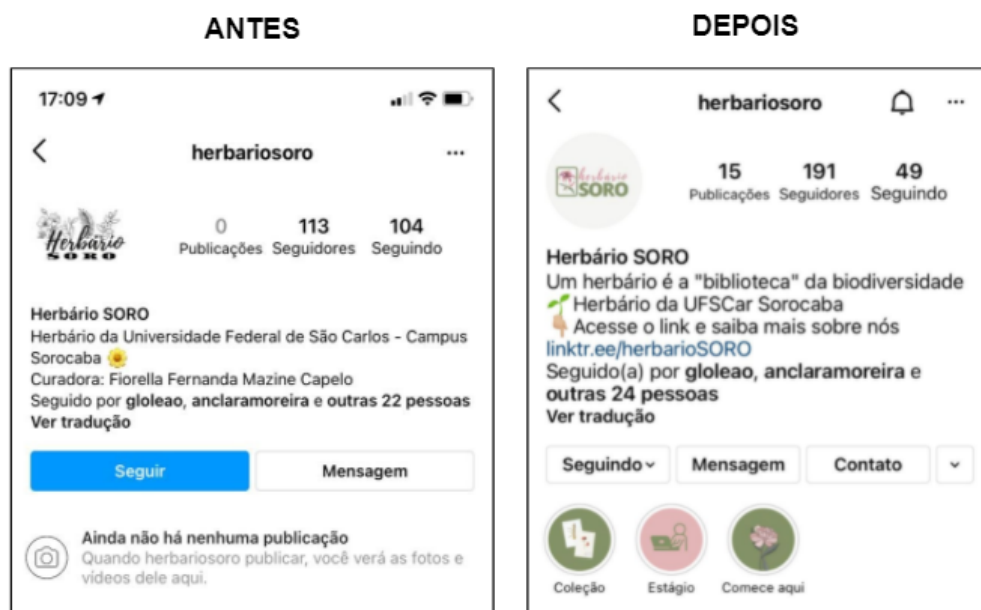 ANTES
17:09
herbariosoro
...
Herbário
SORO
0 113 104
Publicações Seguidores Seguindo
Herbário SORO
Herbário da Universidade Federal de São Carlos - Campus
Sorocaba 🌼
Curadora: Fiorella Fernanda Mazine Capelo
Seguido por gloleao, anclaramoreira e outras 22 pessoas
Ver tradução
Seguir Mensagem
Ainda não há nenhuma publicação
Quando herbariosoro publicar, você verá as fotos e
vídeos dele aqui.
DEPOIS
herbariosoro
...
herbário
SORO
15 191 49
Publicações Seguidores Seguindo
Herbário SORO
Um herbário é a "biblioteca" da biodiversidade
🌱Herbário da UFSCar Sorocaba
👇🏼Acesse o link e saiba mais sobre nós
linktr.ee/herbarioSORO
Seguido(a) por gloleao, anclaramoreira e
outras 24 pessoas
Ver tradução
Seguindo Mensagem Contato
Coleção Estágio Comece aqui